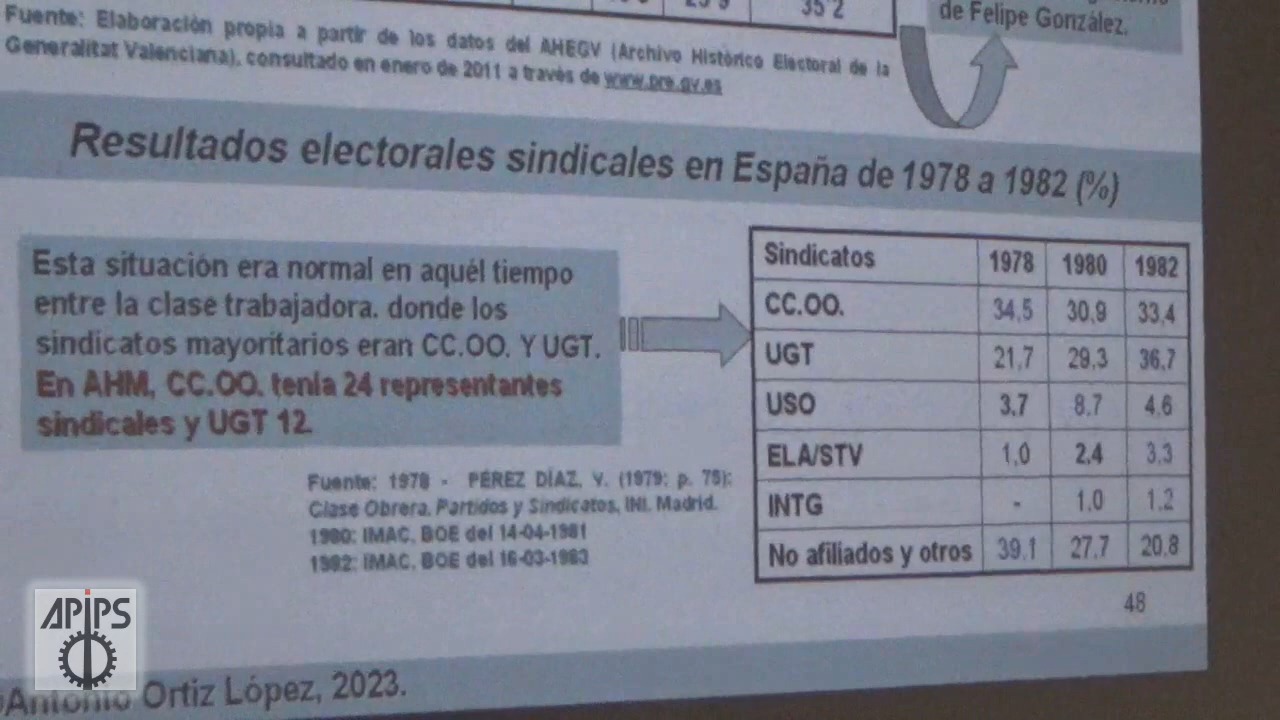 35'2
de Felipe González.
Fuente: Elaboración propia a partir de los datos del AHEGV (Archivo Histórico Electoral de la
Generalitat Valenciana), consultado en enero de 2011 a través de www.pre.gv.es
Resultados electorales sindicales en España de 1978 a 1982 (%)
Esta situación era normal en aquél tiempo
entre la clase trabajadora. donde los
sindicatos mayoritarios eran CC.OO. Y UGT.
En AHM, CC.OO. tenía 24 representantes
sindicales y UGT 12.
Sindicatos 1978 1980 1982
CC.OO. 34,5 30,9 33,4
UGT 21,7 29,3 36,7
USO 3,7 8,7 4,6
ELA/STV 1,0 2,4 3,3
INTG - 1,0 1,2
No afiliados y otros 39,1 27,7 20,8
Fuente: 1978 - PÉREZ DÍAZ, V. (1979; p. 75):
Clase Obrera, Partidos y Sindicatos, INI, Madrid.
1980: IMAC, BOE del 14-04-1981
1982: IMAC, BOE del 16-03-1983
48
APIPS
Antonio Ortiz López, 2023.